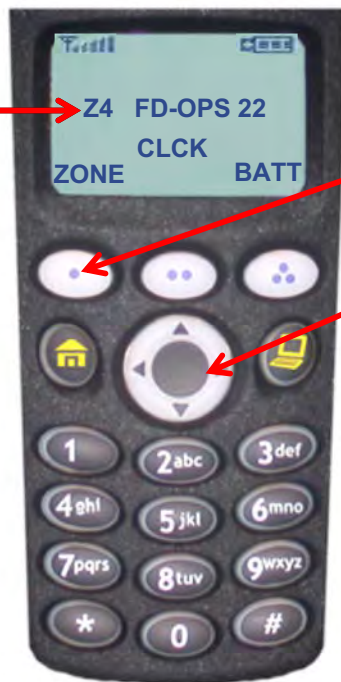 Z4 FD-OPS 22
CLCK
ZONE BATT
1 2abc 3def
4ghi 5jkl 6mno
7pqrs 8tuv 9wxyz
* 0 #